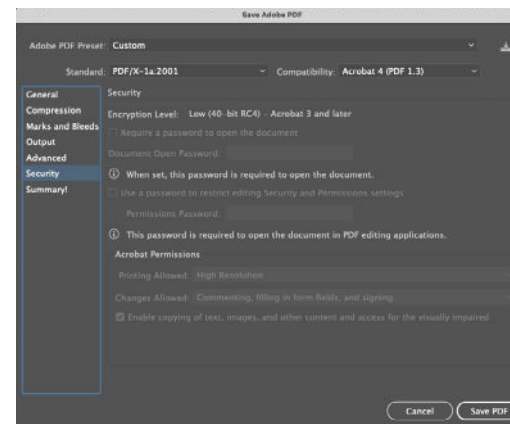 Save Adobe PDF
Adobe PDF Preset: Custom
Standard: PDF/X-1a:2001 Compatibility: Acrobat 4 (PDF 1.3)
General
Compression
Marks and Bleeds
Output
Advanced
Security
Summary!
Security
Encryption Level: Low (40-bit RC4) - Acrobat 3 and later
Require a password to open the document
Document Open Password:
When set, this password is required to open the document.
Use a password to restrict editing Security and Permissions settings
Permissions Password:
This password is required to open the document in PDF editing applications.
Acrobat Permissions
Printing Allowed: High Resolution
Changes Allowed: Commenting, filling in form fields, and signing
Enable copying of text, images, and other content and access for the visually impaired
Cancel
Save PDF